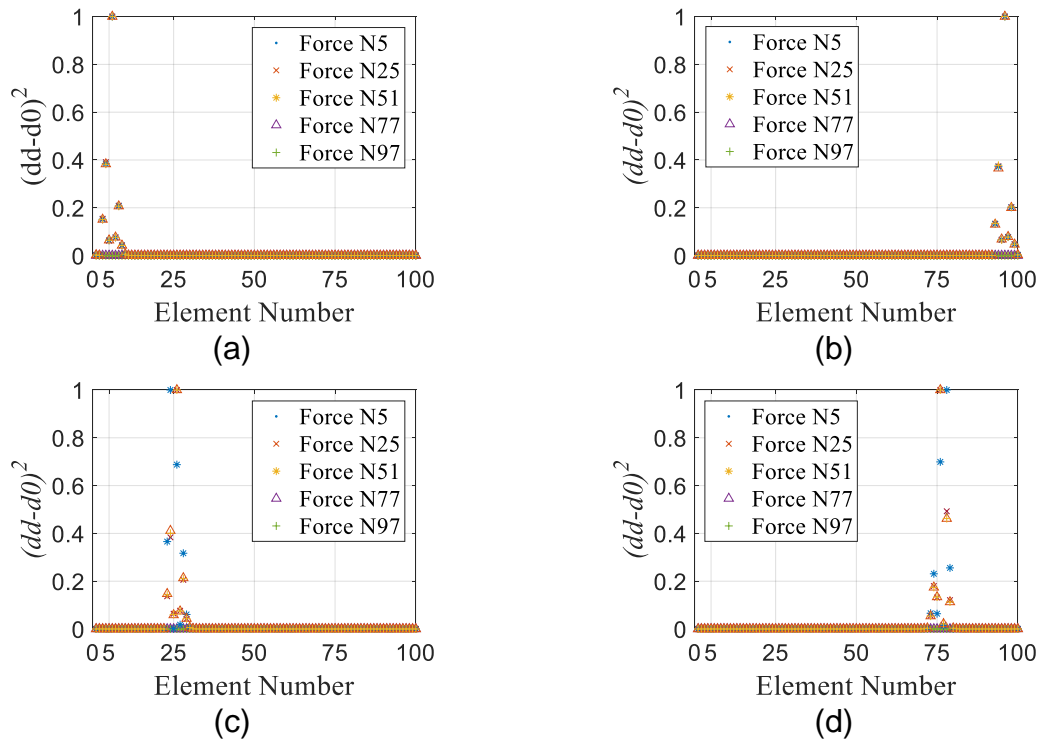 1
0.8
0.6
0.4
0.2
0
(dd-d0)²
Force N5
Force N25
Force N51
Force N77
Force N97
0 5 25 50 75 100
Element Number
(a)
1
0.8
0.6
0.4
0.2
0
(dd-d0)²
Force N5
Force N25
Force N51
Force N77
Force N97
0 5 25 50 75 100
Element Number
(b)
1
0.8
0.6
0.4
0.2
0
(dd-d0)²
Force N5
Force N25
Force N51
Force N77
Force N97
0 5 25 50 75 100
Element Number
(c)
1
0.8
0.6
0.4
0.2
0
(dd-d0)²
Force N5
Force N25
Force N51
Force N77
Force N97
0 5 25 50 75 100
Element Number
(d)